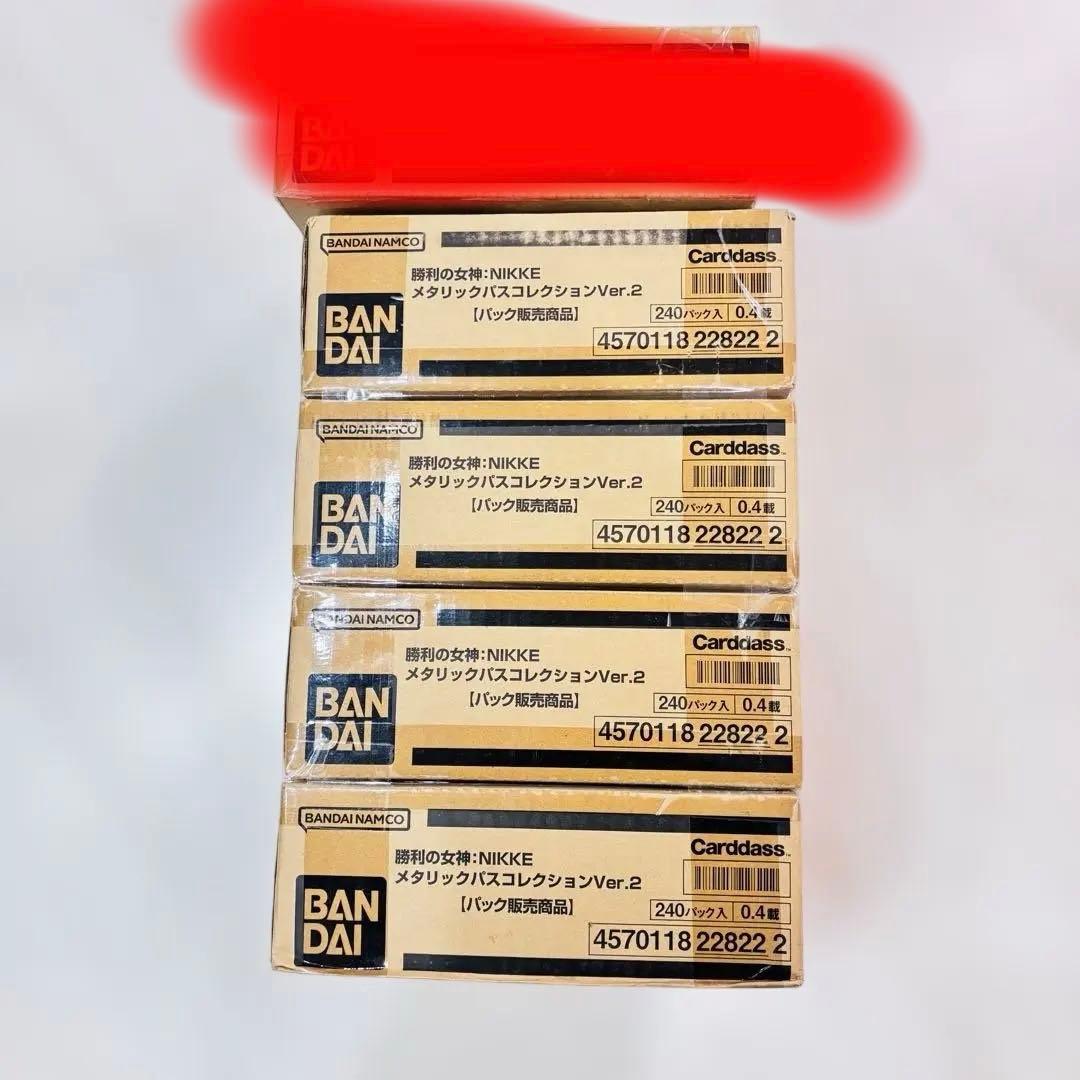 BAN
DAI
BANDAI NAMCO
Carddass
勝利の女神:NIKKE
メタリックパスコレクションVer.2
【パック販売商品】
240パック入 0.4載
4570118 22822 2
BAN
DAI
BANDAI NAMCO
Carddass
勝利の女神:NIKKE
メタリックパスコレクションVer.2
【パック販売商品】
240パック入 0.4載
4570118 22822 2
BAN
DAI
BANDAI NAMCO
Carddass
勝利の女神:NIKKE
メタリックパスコレクションVer.2
【パック販売商品】
240パック入 0.4載
4570118 22822 2
BAN
DAI
BANDAI NAMCO
Carddass
勝利の女神:NIKKE
メタリックパスコレクションVer.2
【パック販売商品】
240パック入 0.4載
4570118 22822 2
BAN
DAI